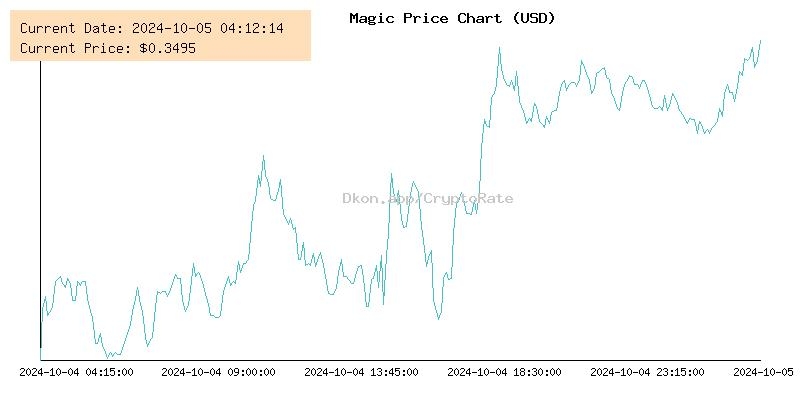 Magic Price Chart (USD)
Current Date: 2024-10-05 04:12:14
Current Price: $0.3495
Dkon.app/CryptoRate
2024-10-04 04:15:00 2024-10-04 09:00:00 2024-10-04 13:45:00 2024-10-04 18:30:00 2024-10-04 23:15:00 2024-10-05